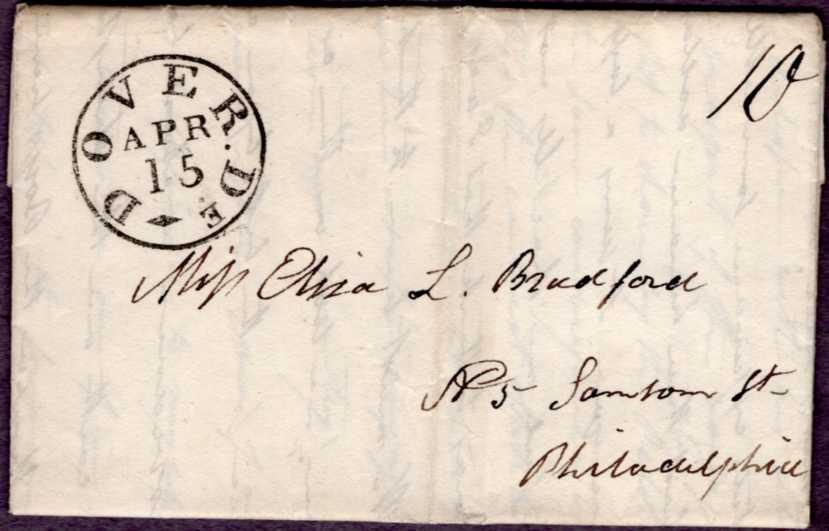 DOVER. DE
APR
15
10
Miss Eliza L. Bradford
No 5 Sansom St
Philadelphia